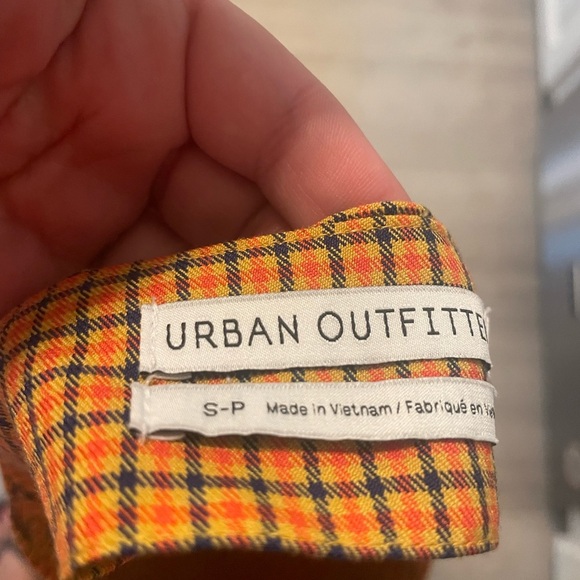 URBAN OUTFITTE
S-P Made in Vietnam / Fabriqué en